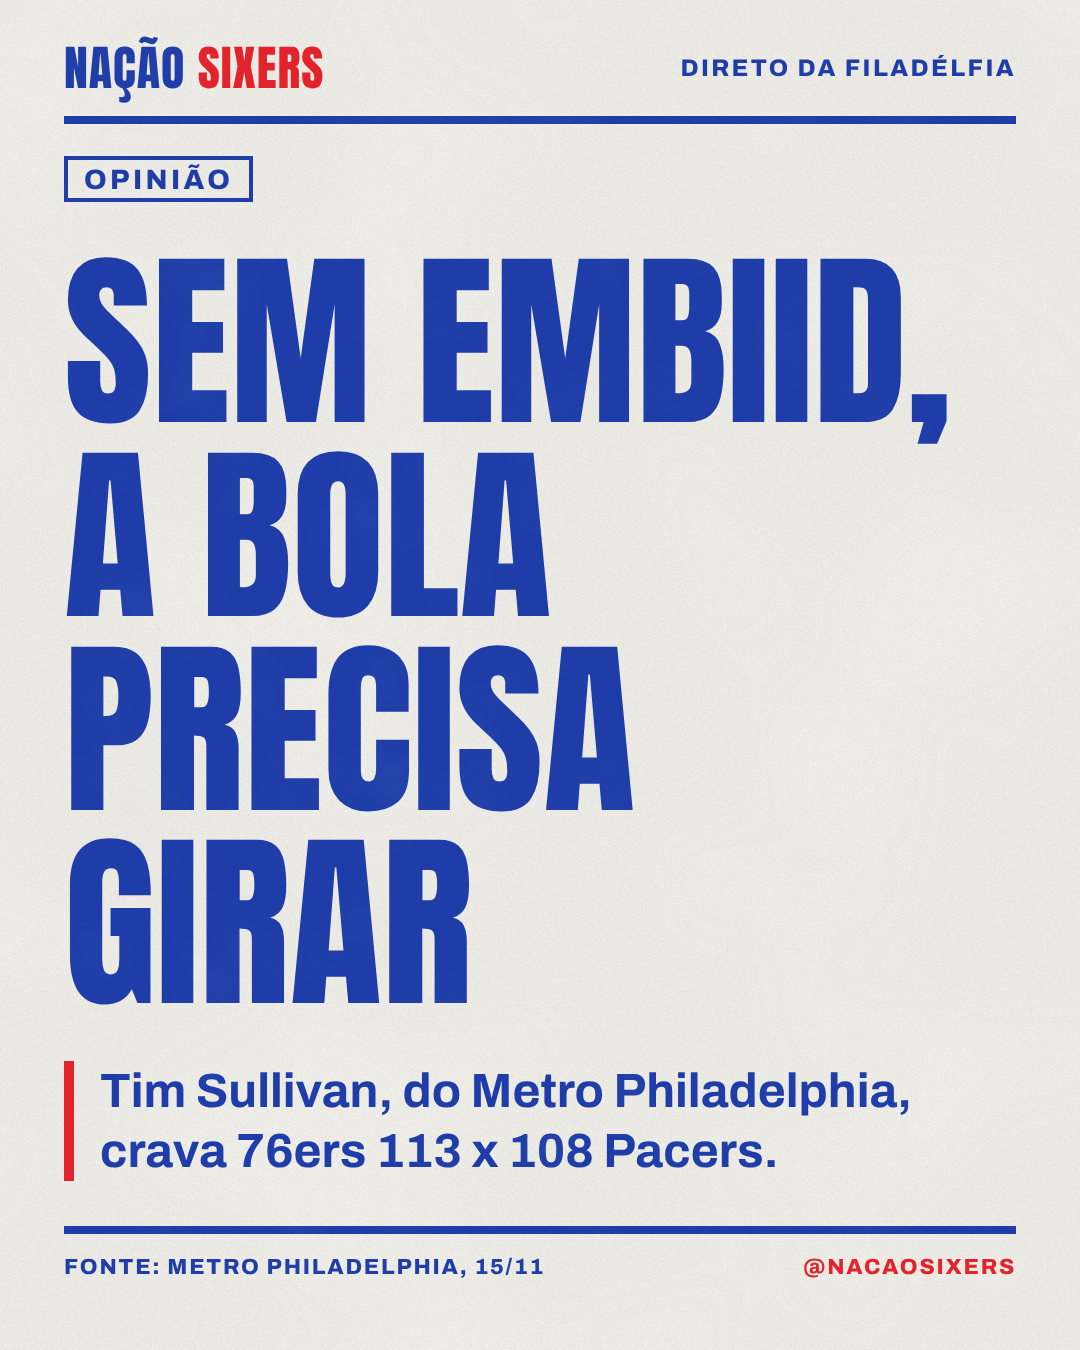 NAÇÃO SIXERS
DIRETO DA FILADÉLFIA
OPINIÃO
SEM EMBIID,
A BOLA
PRECISA
GIRAR
Tim Sullivan, do Metro Philadelphia,
crava 76ers 113 x 108 Pacers.
FONTE: METRO PHILADELPHIA, 15/11
@NACAOSIXERS